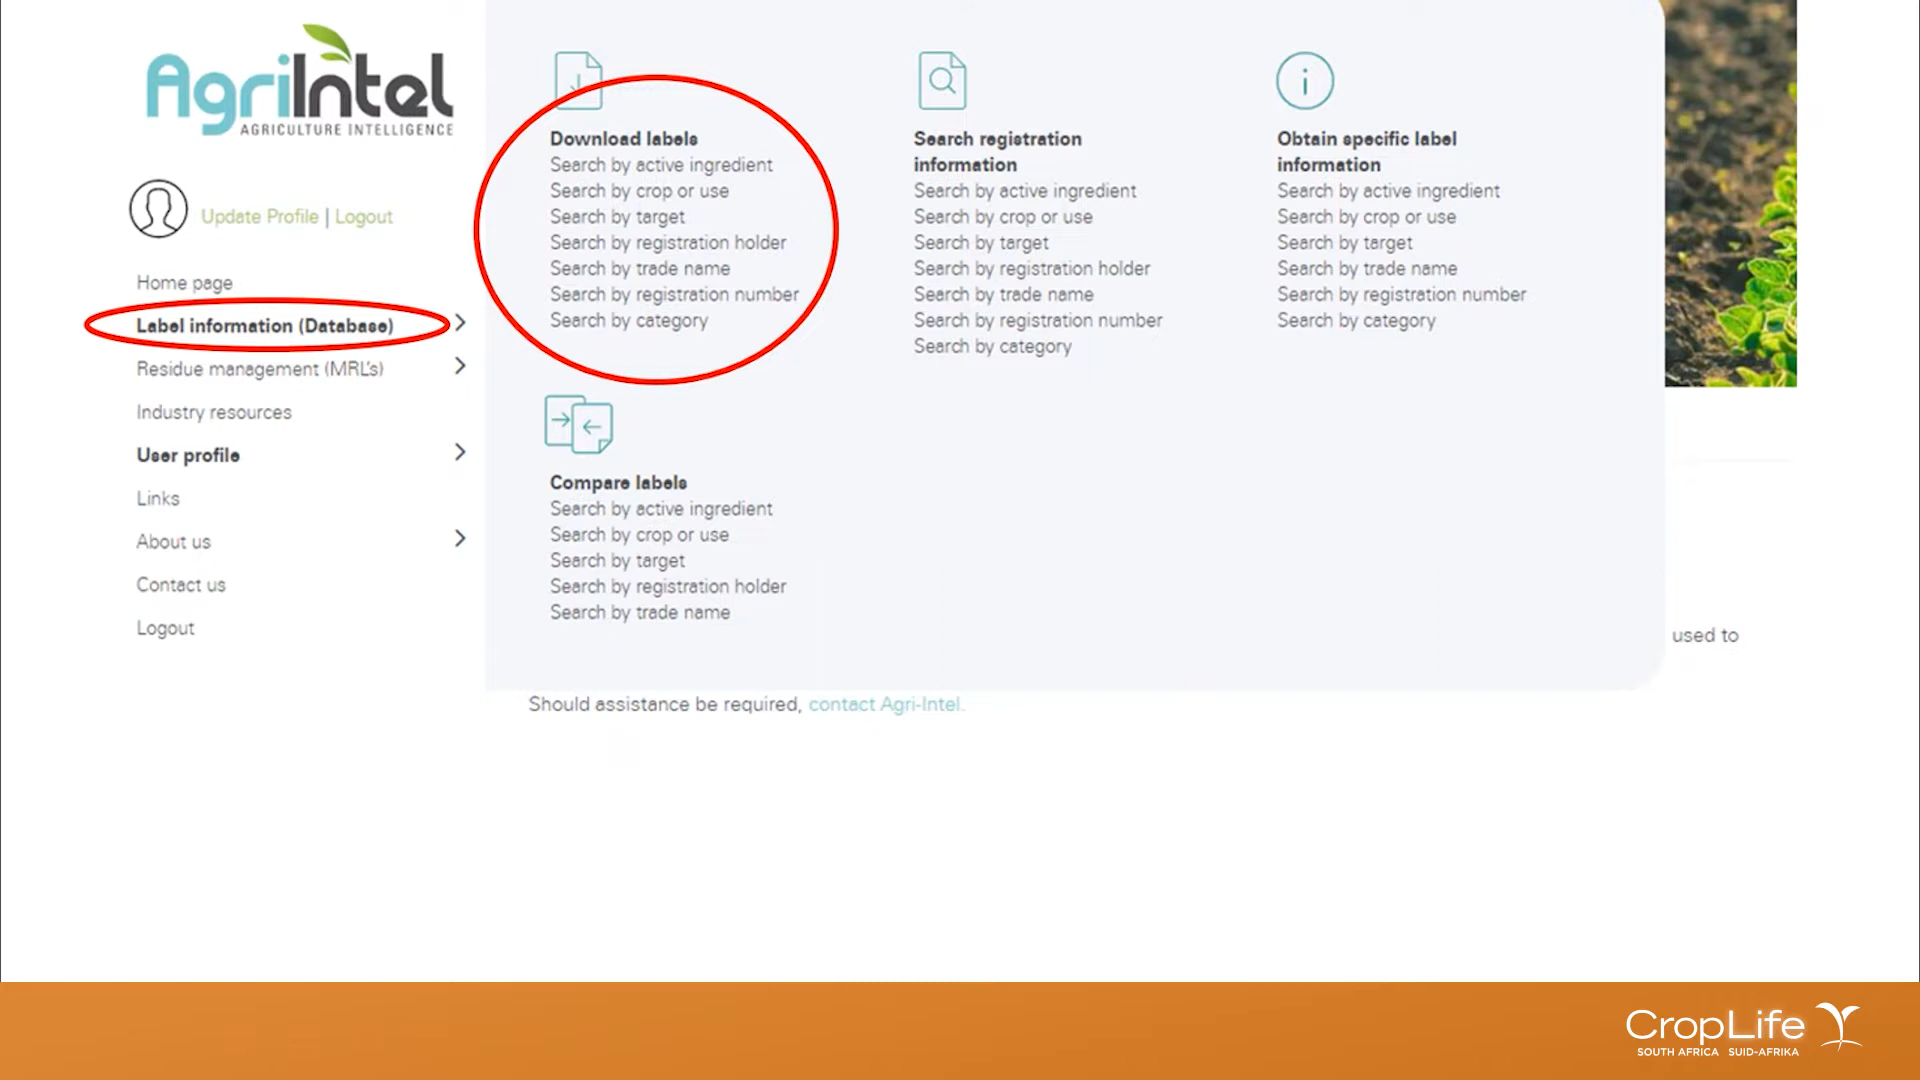 AgriIntel
AGRICULTURE INTELLIGENCE
Update Profile | Logout
Home page
Label information (Database)
Residue management (MRL's)
Industry resources
User profile
Links
About us
Contact us
Logout
Download labels
Search by active ingredient
Search by crop or use
Search by target
Search by registration holder
Search by trade name
Search by registration number
Search by category
Search registration
information
Search by active ingredient
Search by crop or use
Search by target
Search by registration holder
Search by trade name
Search by registration number
Search by category
Obtain specific label
information
Search by active ingredient
Search by crop or use
Search by target
Search by trade name
Search by registration number
Search by category
Compare labels
Search by active ingredient
Search by crop or use
Search by target
Search by registration holder
Search by trade name
used to
Should assistance be required, contact Agri-Intel.
CropLife
SOUTH AFRICA SUID-AFRIKA